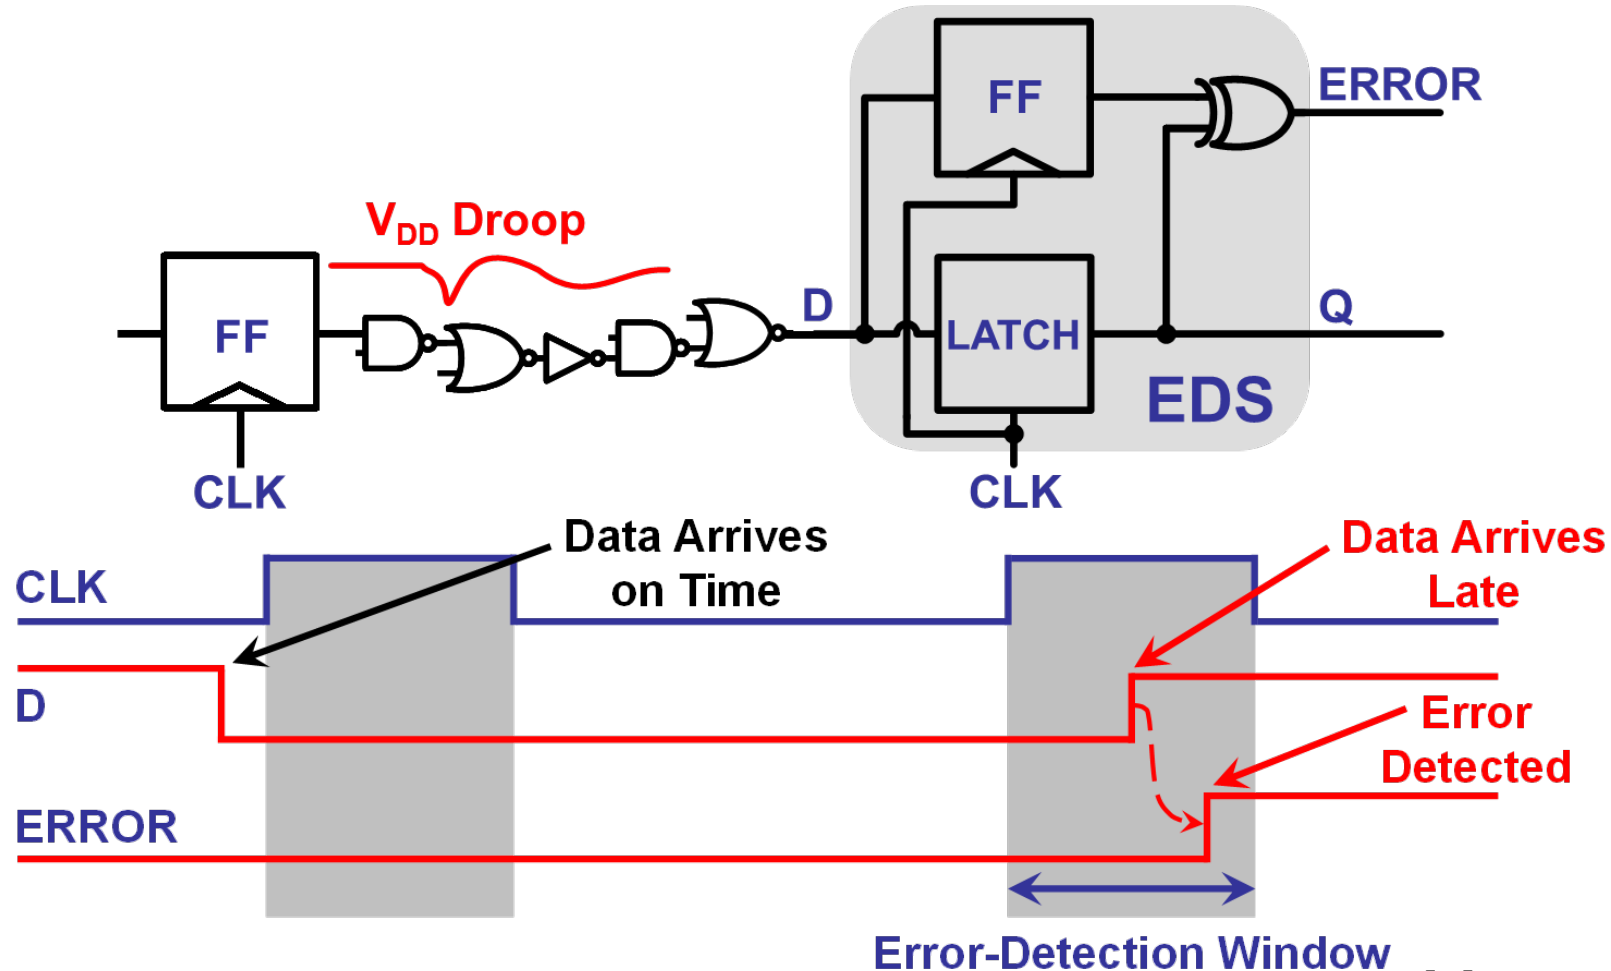 FF
ERROR
V_DD Droop
FF
D
LATCH
Q
EDS
CLK
CLK
Data Arrives
on Time
Data Arrives
Late
CLK
D
Error
Detected
ERROR
Error-Detection Window